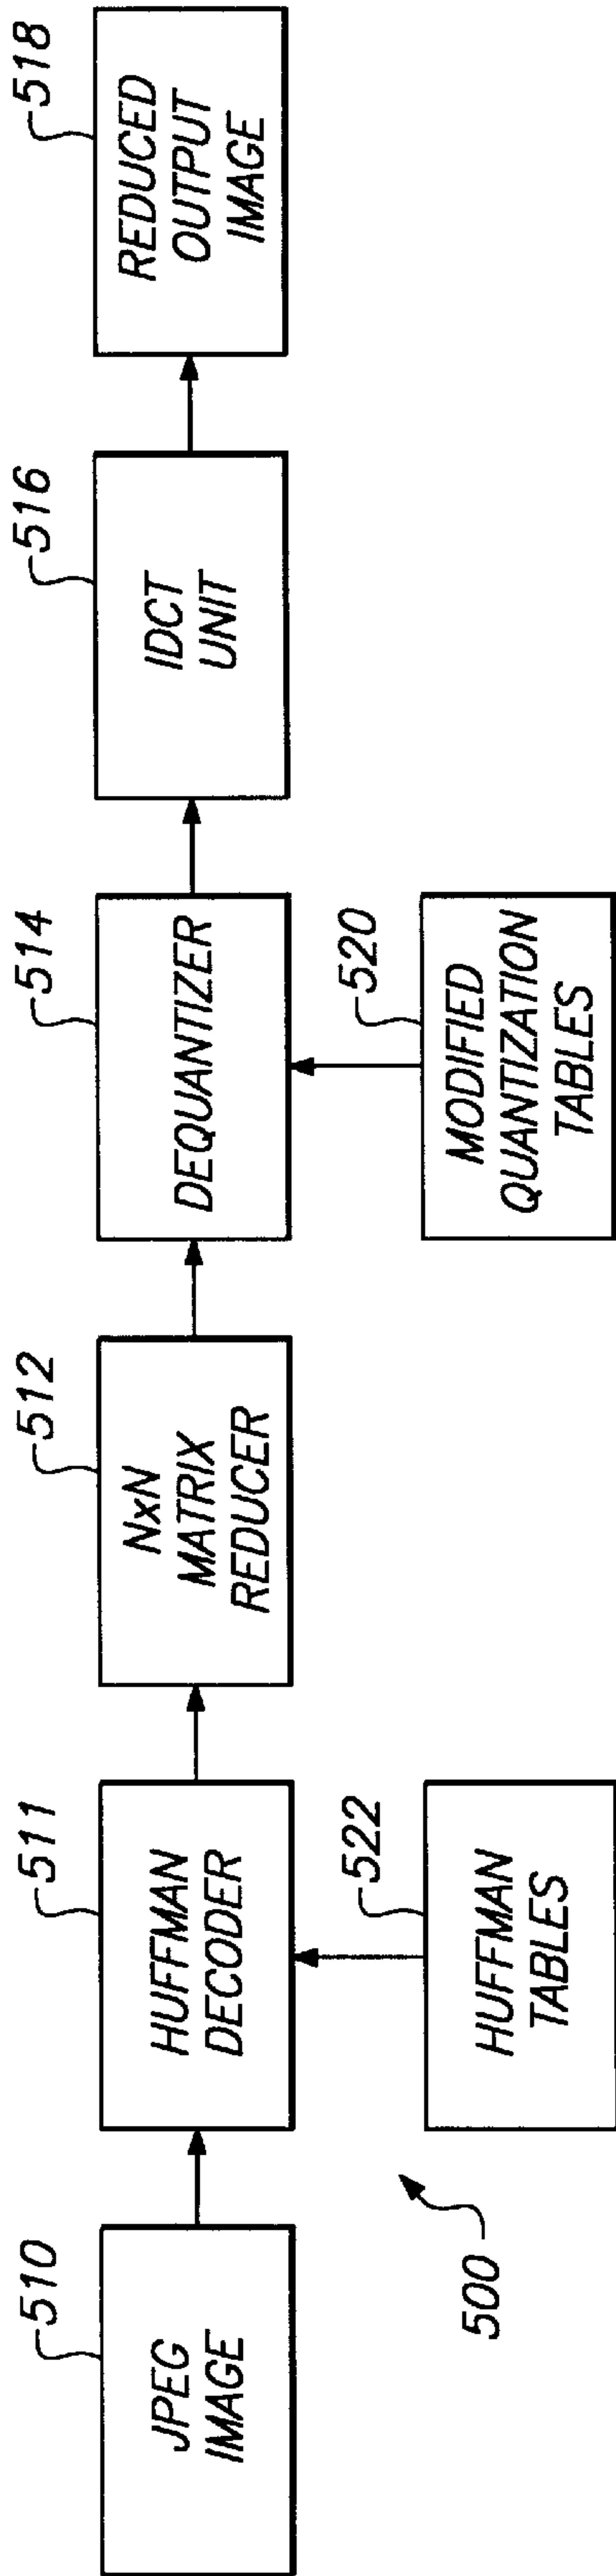 510
JPEG
IMAGE
511
HUFFMAN
DECODER
512
NxN
MATRIX
REDUCER
514
DEQUANTIZER
516
IDCT
UNIT
518
REDUCED
OUTPUT
IMAGE
500
522
HUFFMAN
TABLES
520
MODIFIED
QUANTIZATION
TABLES